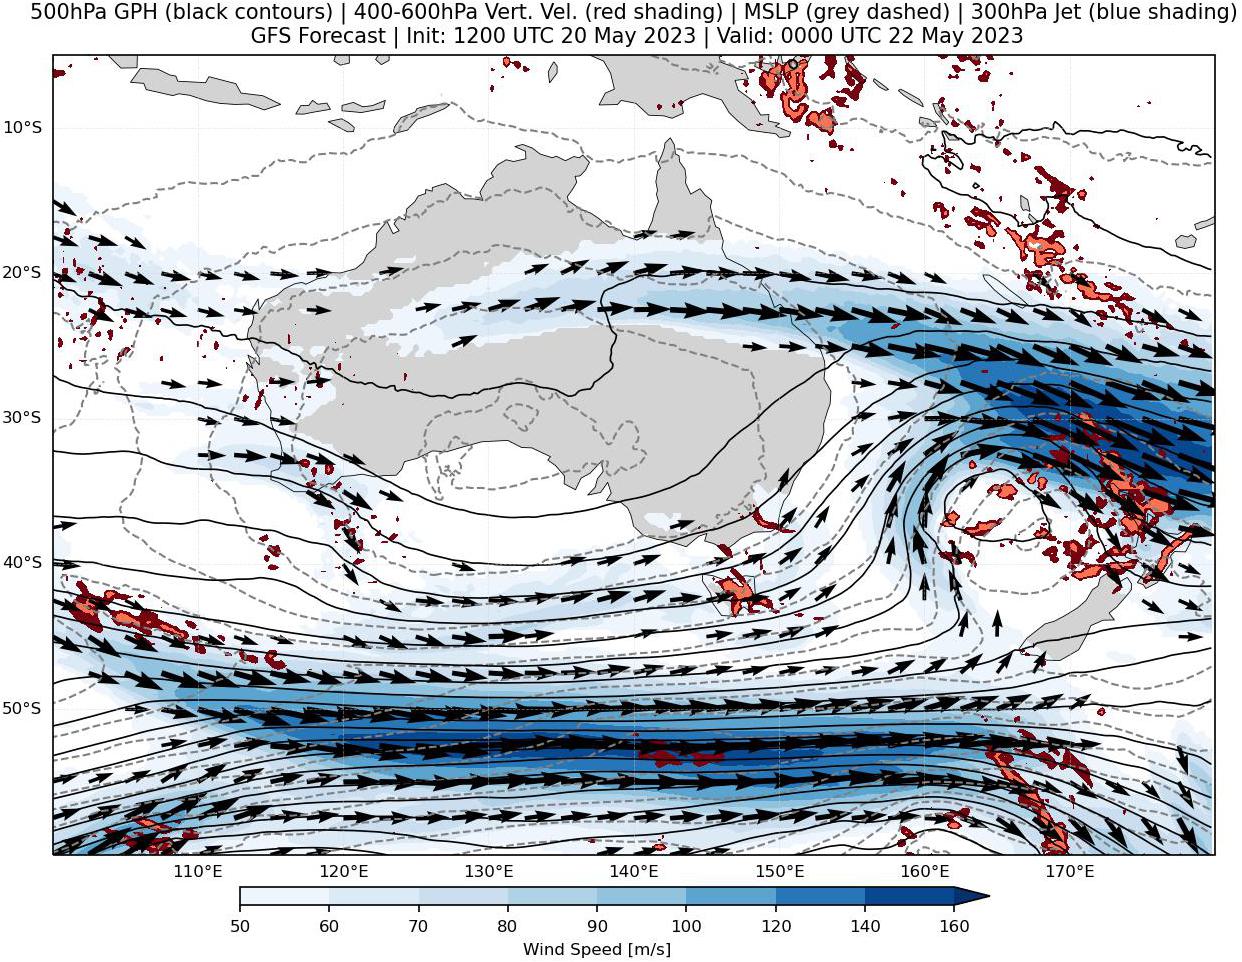 500hPa GPH (black contours) | 400-600hPa Vert. Vel. (red shading) | MSLP (grey dashed) | 300hPa Jet (blue shading)
GFS Forecast | Init: 1200 UTC 20 May 2023 | Valid: 0000 UTC 22 May 2023
10°S
20°S
30°S
40°S
50°S
110°E 120°E 130°E 140°E 150°E 160°E 170°E
50 60 70 80 90 100 120 140 160
Wind Speed [m/s]